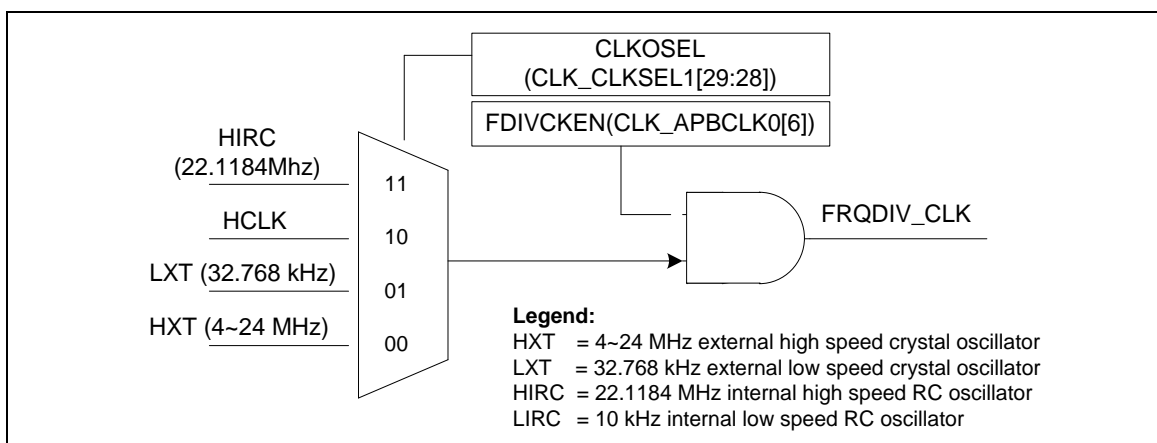 CLKOSEL
(CLK_CLKSEL1[29:28])
FDIVCKEN(CLK_APBCLK0[6])
HIRC
(22.1184Mhz)
11
HCLK
10
FRQDIV_CLK
LXT (32.768 kHz)
01
HXT (4~24 MHz)
00
Legend:
HXT = 4~24 MHz external high speed crystal oscillator
LXT = 32.768 kHz external low speed crystal oscillator
HIRC = 22.1184 MHz internal high speed RC oscillator
LIRC = 10 kHz internal low speed RC oscillator